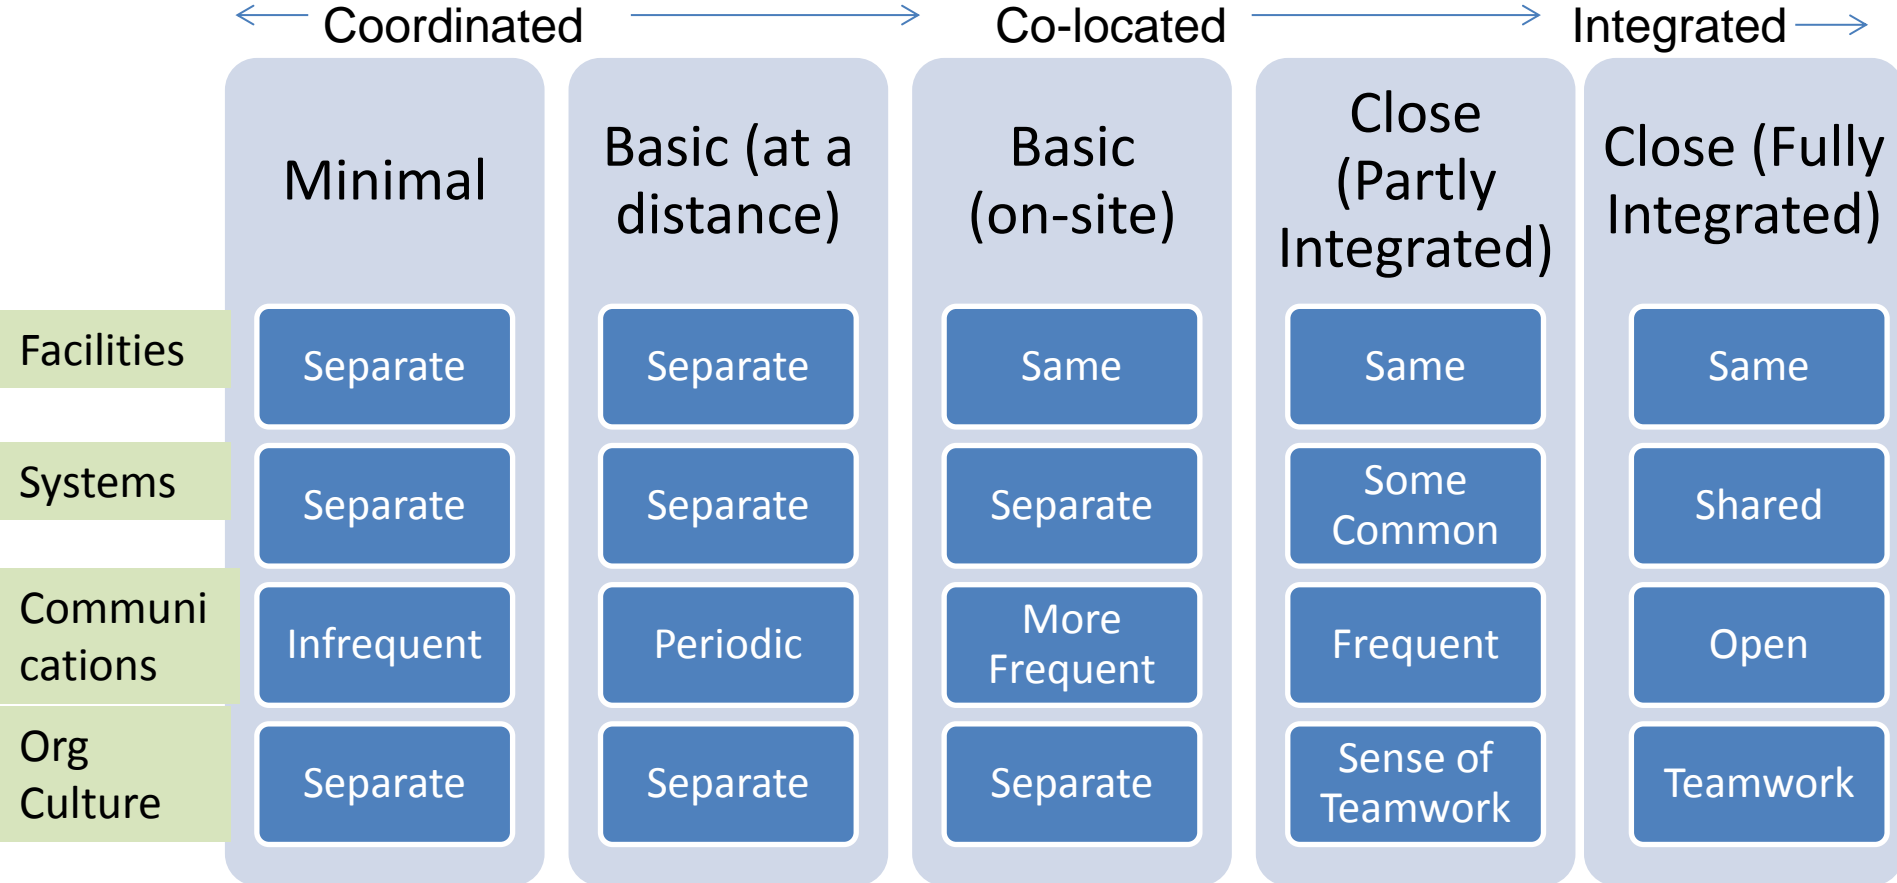 Coordinated
Co-located
Integrated
Minimal
Basic (at a
distance)
Basic
(on-site)
Close
(Partly
Integrated)
Close (Fully
Integrated)
Facilities
Separate
Separate
Same
Same
Same
Systems
Separate
Separate
Separate
Some
Common
Shared
Communi
cations
Infrequent
Periodic
More
Frequent
Frequent
Open
Org
Culture
Separate
Separate
Separate
Sense of
Teamwork
Teamwork